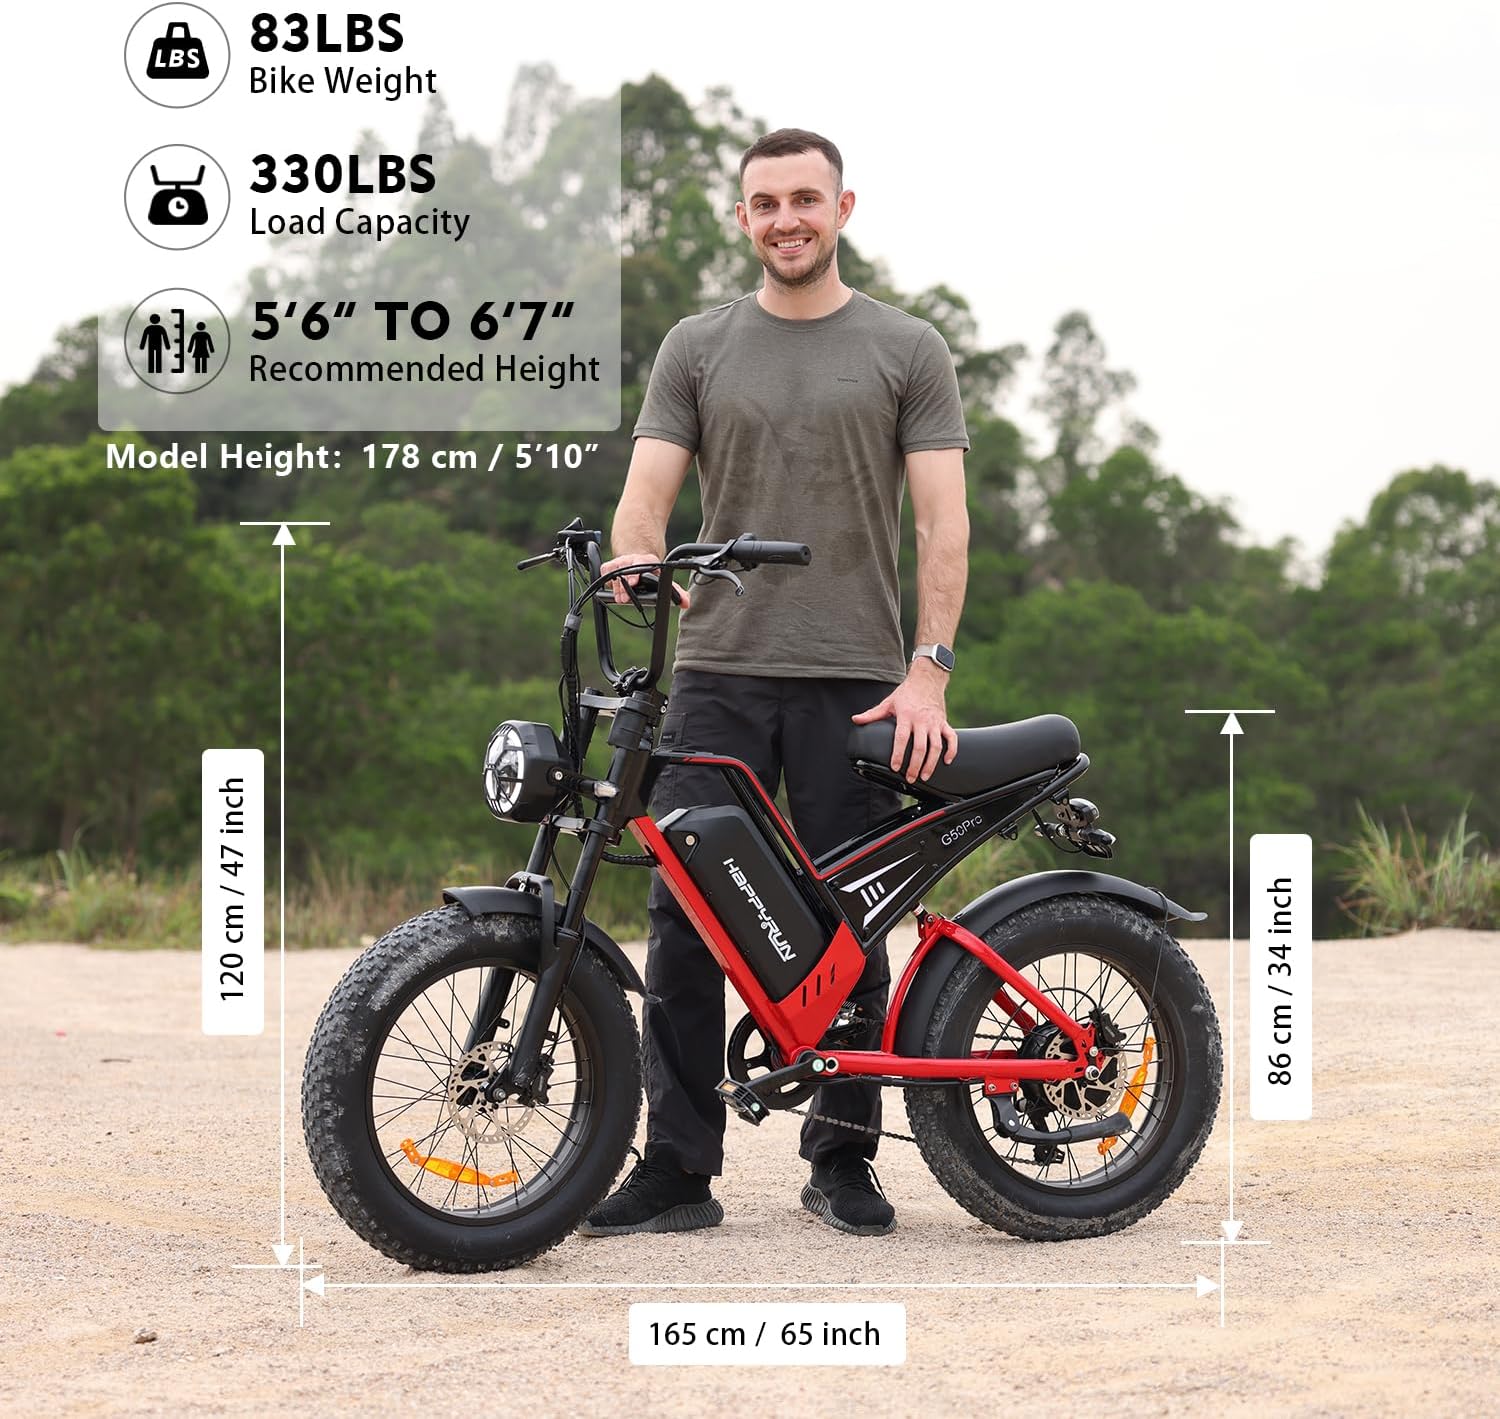 LBS
83LBS
Bike Weight
330LBS
Load Capacity
5‘6” TO 6‘7”
Recommended Height
Model Height: 178 cm / 5’10”
120 cm / 47 inch
86 cm / 34 inch
G50Pro
HAPPYRUN
165 cm / 65 inch